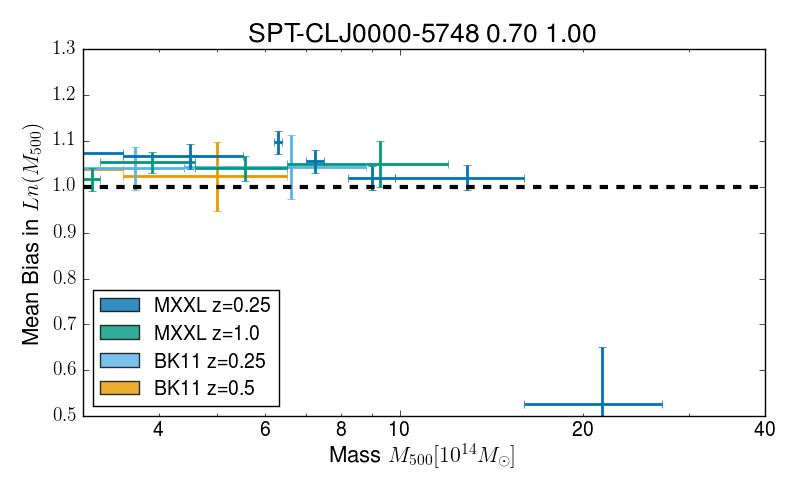 SPT-CLJ0000-5748 0.70 1.00
Mean Bias in Ln(M₅₀₀)
1.3
1.2
1.1
1.0
0.9
0.8
0.7
0.6
0.5
MXXL z=0.25
MXXL z=1.0
BK11 z=0.25
BK11 z=0.5
4 6 8 10 20 40
Mass M₅₀₀[10¹⁴M☉]